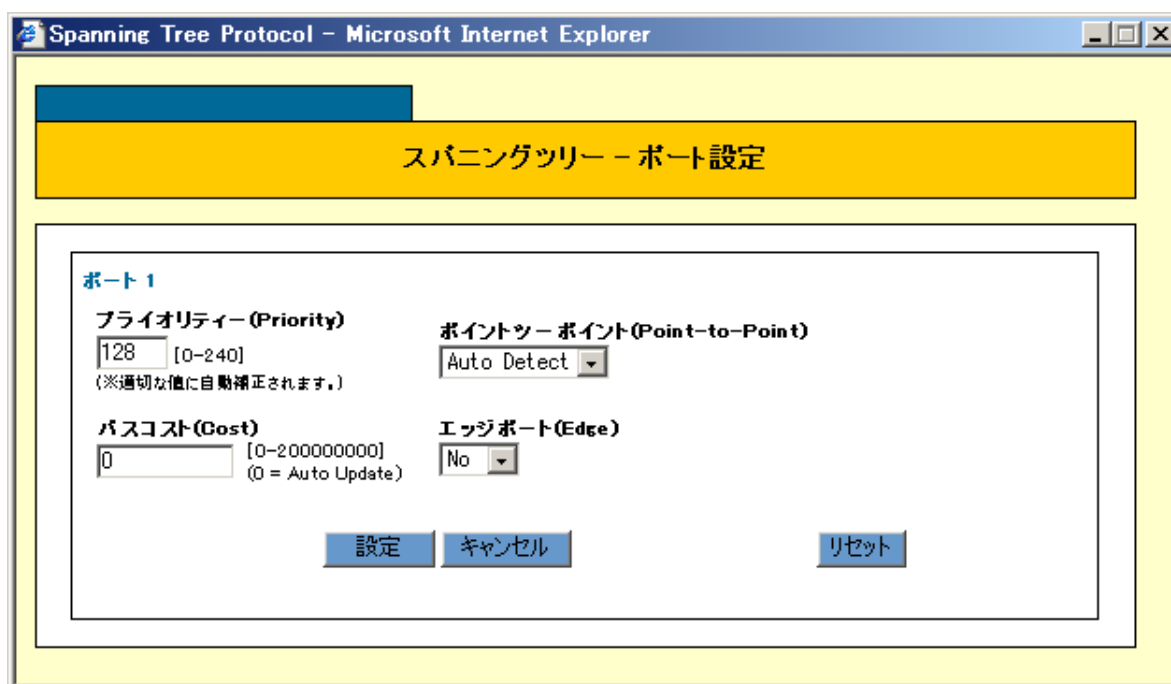 Spanning Tree Protocol - Microsoft Internet Explorer
スパニングツリー - ポート設定
ポート 1
プライオリティー(Priority)
128 [0-240]
(※適切な値に自動補正されます。)
ポイントツーポイント(Point-to-Point)
Auto Detect
パスコスト(Cost)
0 [0-200000000]
(0 = Auto Update)
エッジポート(Edge)
No
設定 キャンセル リセット